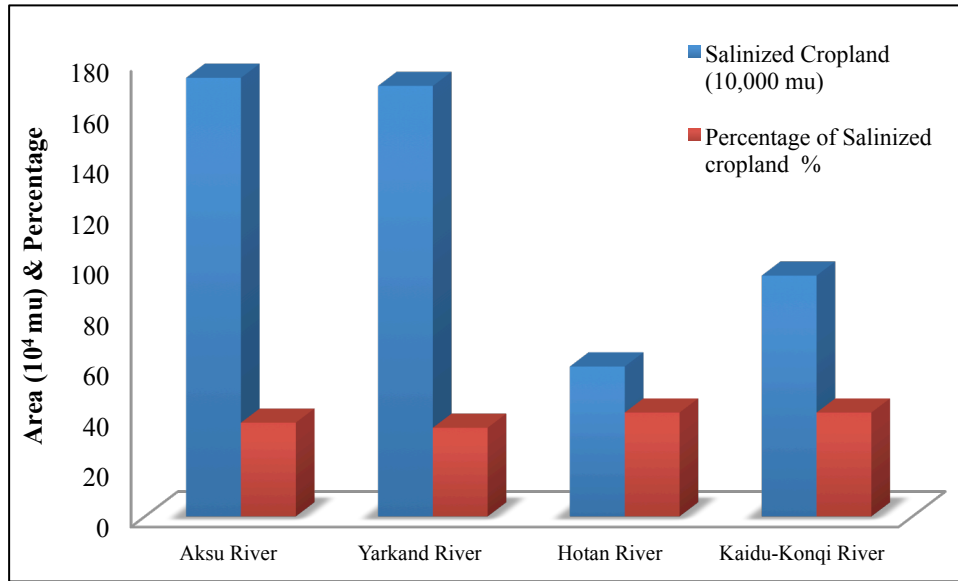 Salinized Cropland
(10,000 mu)
Percentage of Salinized
cropland %
Area (10⁴ mu) & Percentage
180
160
140
120
100
80
60
40
20
0
Aksu River
Yarkand River
Hotan River
Kaidu-Konqi River